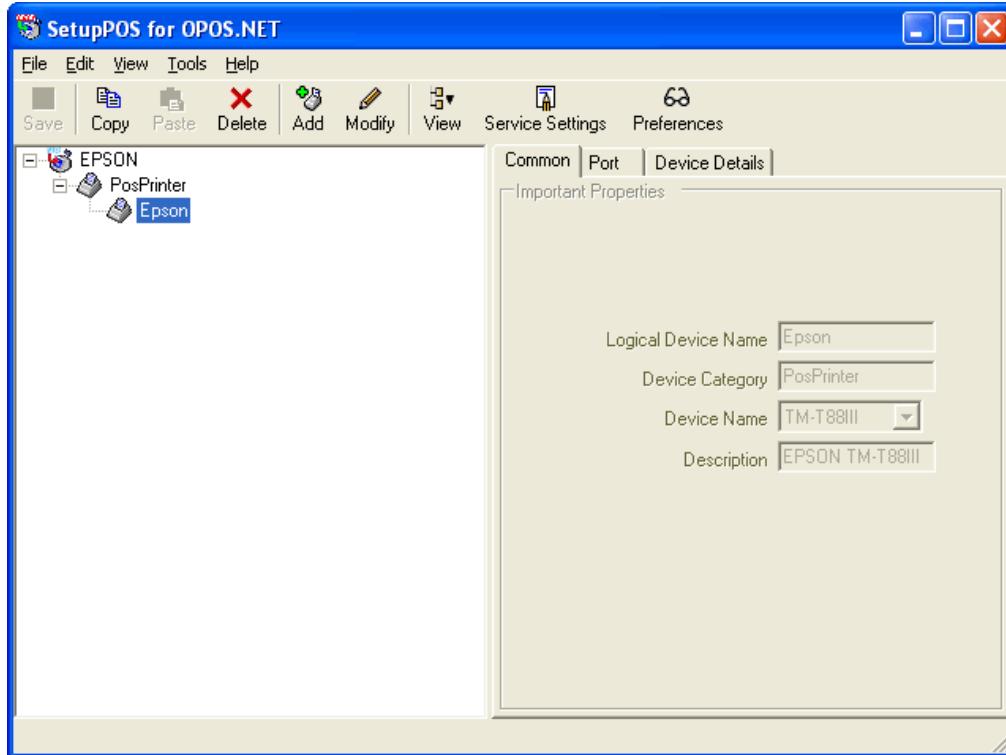 SetupPOS for OPOS.NET
File Edit View Tools Help
Save Copy Paste Delete Add Modify View Service Settings Preferences
EPSON
PosPrinter
Epson
Common Port Device Details
Important Properties
Logical Device Name Epson
Device Category PosPrinter
Device Name TM-T88III
Description EPSON TM-T88III